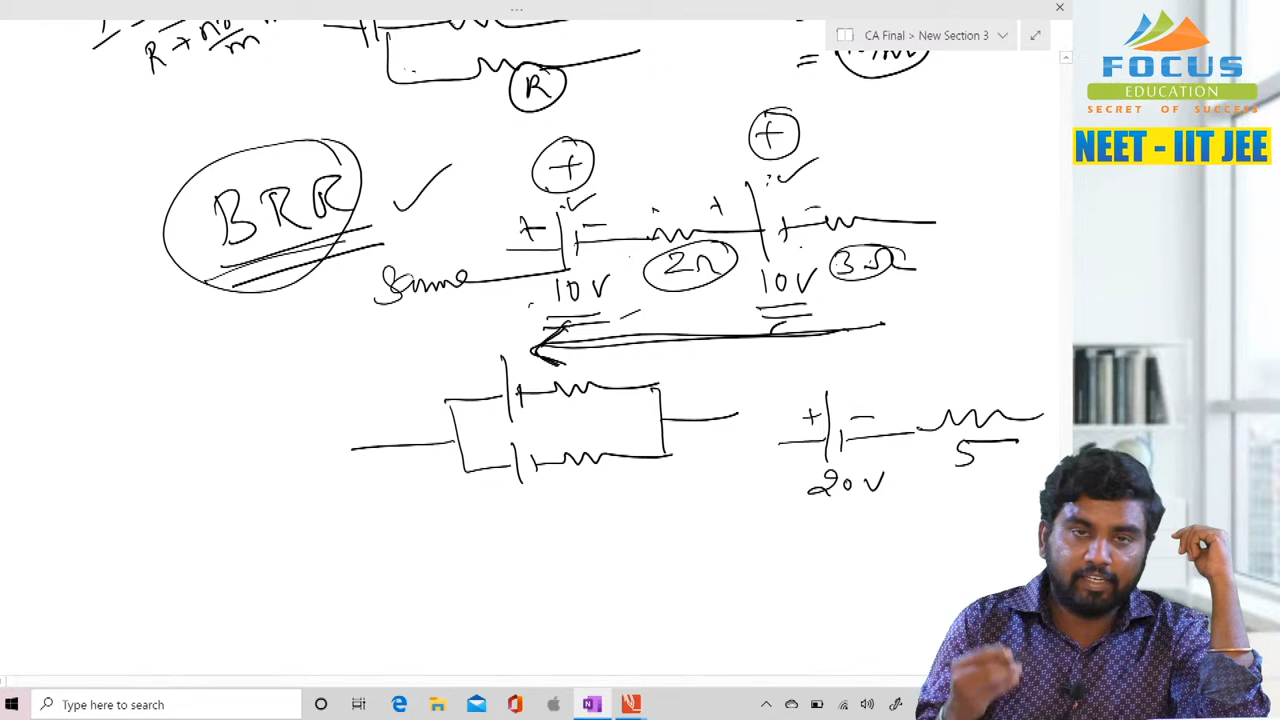 CA Final > New Section 3
FOCUS
EDUCATION
SECRET OF SUCCESS
NEET - IIT JEE
R + n
m
R
=
+
+
BRR
+ -
2Ω
+
+ -
3Ω
Same
10V
10V
+ -
20V
5
Type here to search